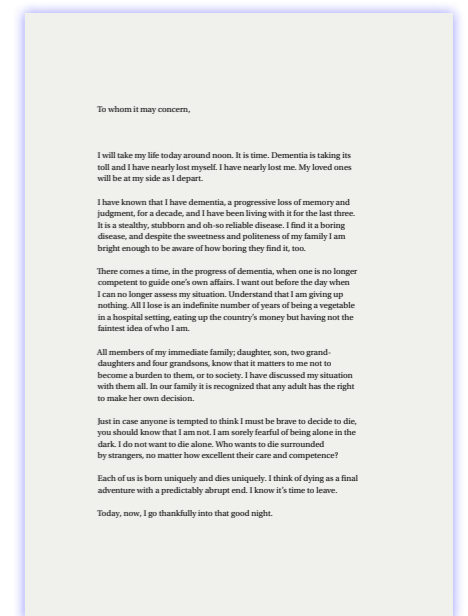 To whom it may concern,
I will take my life today around noon. It is time. Dementia is taking its
toll and I have nearly lost myself. I have nearly lost me. My loved ones
will be at my side as I depart.
I have known that I have dementia, a progressive loss of memory and
judgment, for a decade, and I have been living with it for the last three.
It is a stealthy, stubborn and oh-so reliable disease. I find it a boring
disease, and despite the sweetness and politeness of my family I am
bright enough to be aware of how boring they find it, too.
There comes a time, in the progress of dementia, when one is no longer
competent to guide one's own affairs. I want out before the day when
I can no longer assess my situation. Understand that I am giving up
nothing. All I lose is an indefinite number of years of being a vegetable
in a hospital setting, eating up the country's money but having not the
faintest idea of who I am.
All members of my immediate family; daughter, son, two grand-
daughters and four grandsons, know that it matters to me not to
become a burden to them, or to society. I have discussed my situation
with them all. In our family it is recognized that any adult has the right
to make her own decision.
Just in case anyone is tempted to think I must be brave to decide to die,
you should know that I am not. I am sorely fearful of being alone in the
dark. I do not want to die alone. Who wants to die surrounded
by strangers, no matter how excellent their care and competence?
Each of us is born uniquely and dies uniquely. I think of dying as a final
adventure with a predictably abrupt end. I know it's time to leave.
Today, now, I go thankfully into that good night.